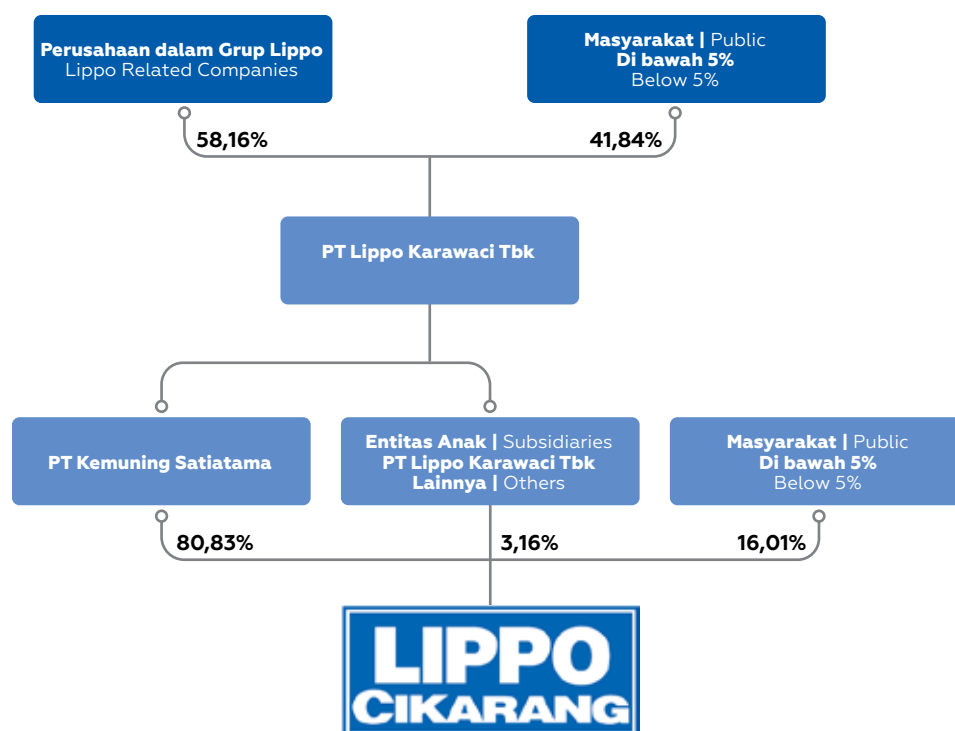 Perusahaan dalam Grup Lippo
Lippo Related Companies
Masyarakat | Public
Di bawah 5%
Below 5%
58,16%
41,84%
PT Lippo Karawaci Tbk
PT Kemuning Satiatama
Entitas Anak | Subsidiaries
PT Lippo Karawaci Tbk
Lainnya | Others
Masyarakat | Public
Di bawah 5%
Below 5%
80,83%
3,16%
16,01%
LIPPO
CIKARANG